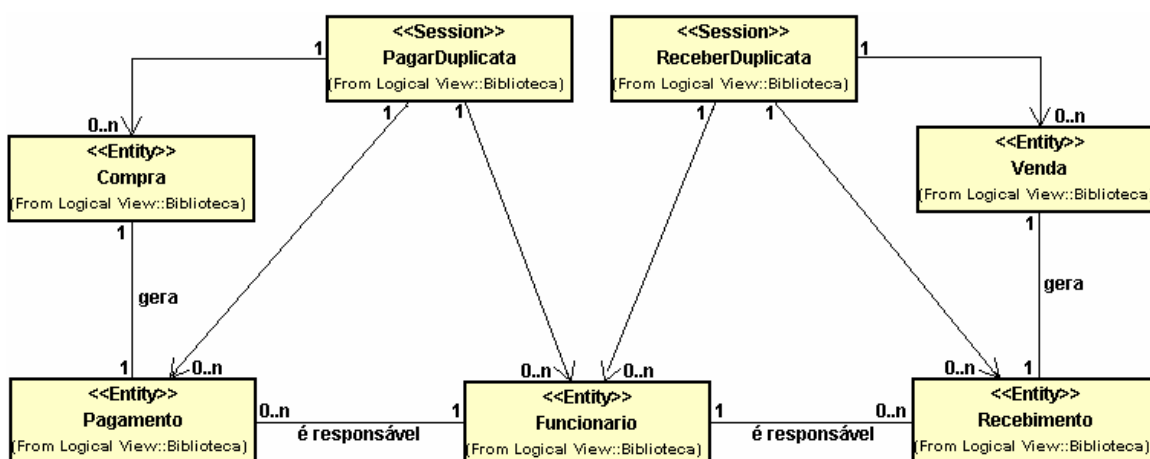 <<Session>>
PagarDuplicata
(From Logical View::Biblioteca)
<<Session>>
ReceberDuplicata
(From Logical View::Biblioteca)
1
1
1
1
1
1
0..n
0..n
<<Entity>>
Compra
(From Logical View::Biblioteca)
<<Entity>>
Venda
(From Logical View::Biblioteca)
1
1
gera
gera
1
0..n
0..n
0..n
0..n
1
<<Entity>>
Pagamento
(From Logical View::Biblioteca)
0..n
1
é responsável
<<Entity>>
Funcionario
(From Logical View::Biblioteca)
1
0..n
é responsável
<<Entity>>
Recebimento
(From Logical View::Biblioteca)